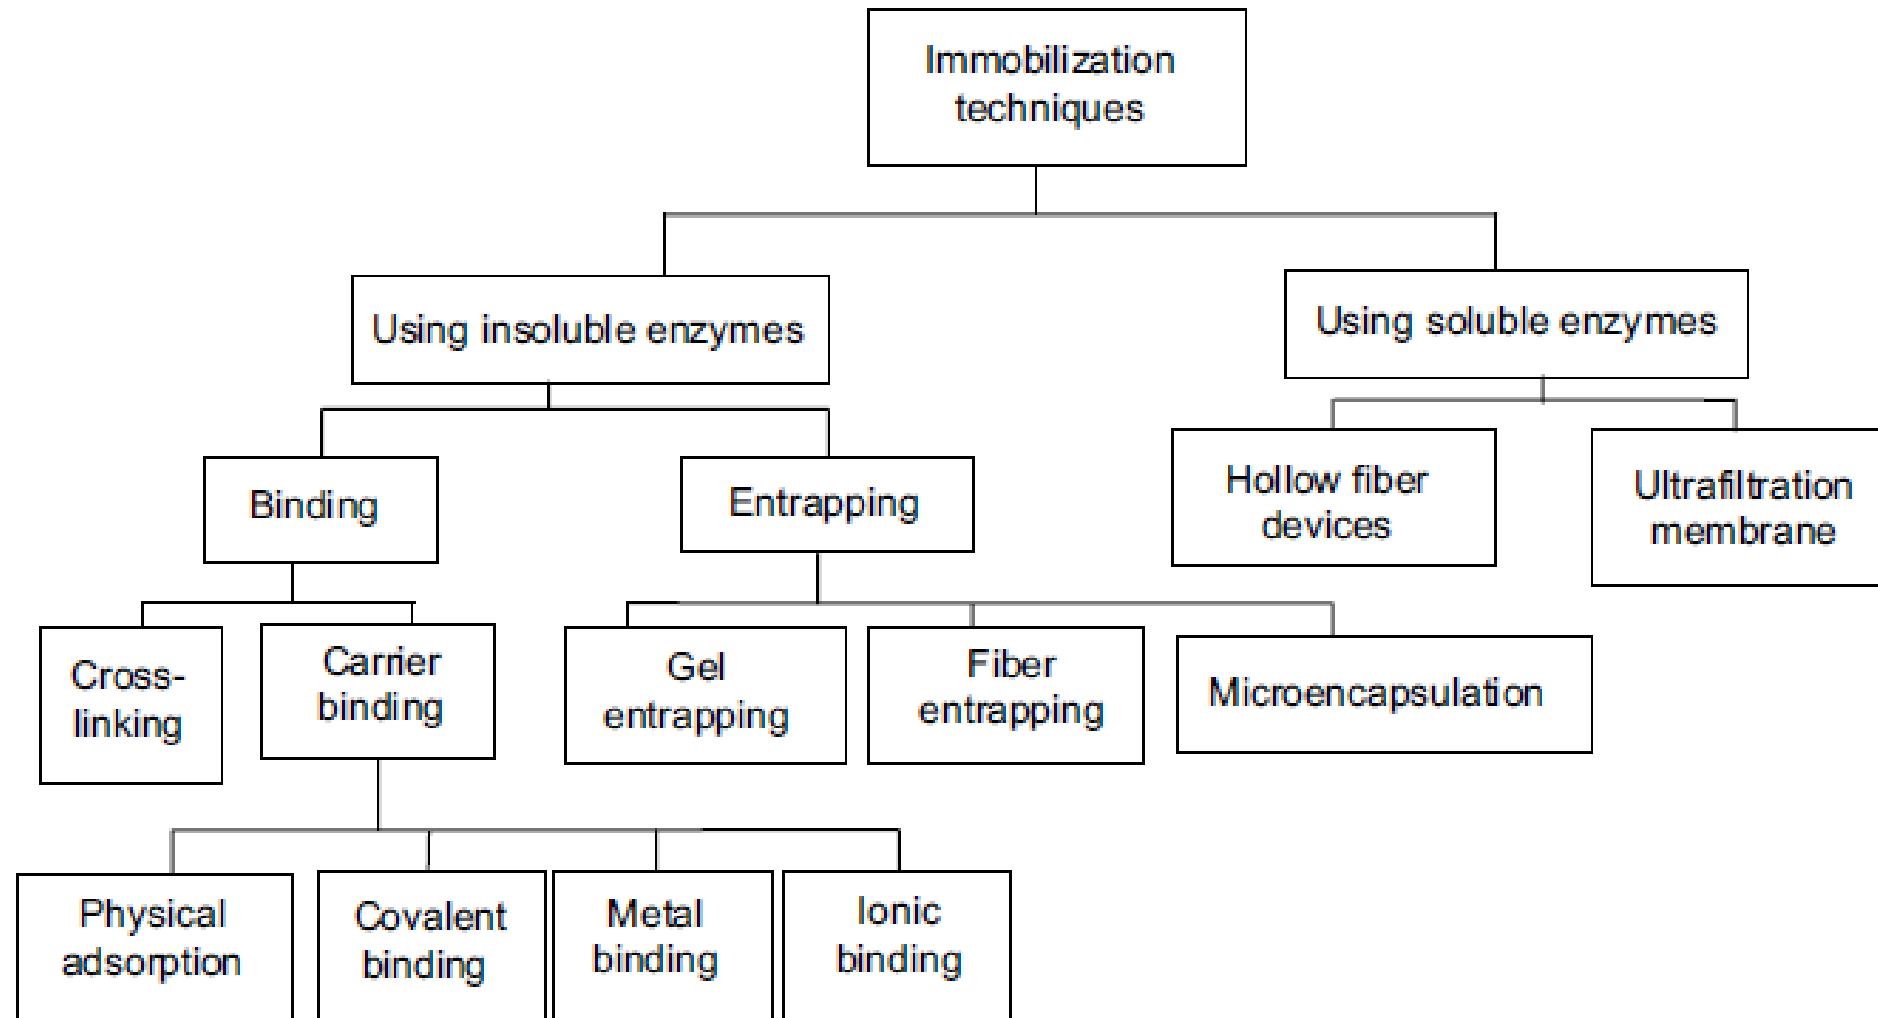 Immobilization
techniques
Using insoluble enzymes
Using soluble enzymes
Binding
Entrapping
Hollow fiber
devices
Ultrafiltration
membrane
Cross-
linking
Carrier
binding
Gel
entrapping
Fiber
entrapping
Microencapsulation
Physical
adsorption
Covalent
binding
Metal
binding
Ionic
binding